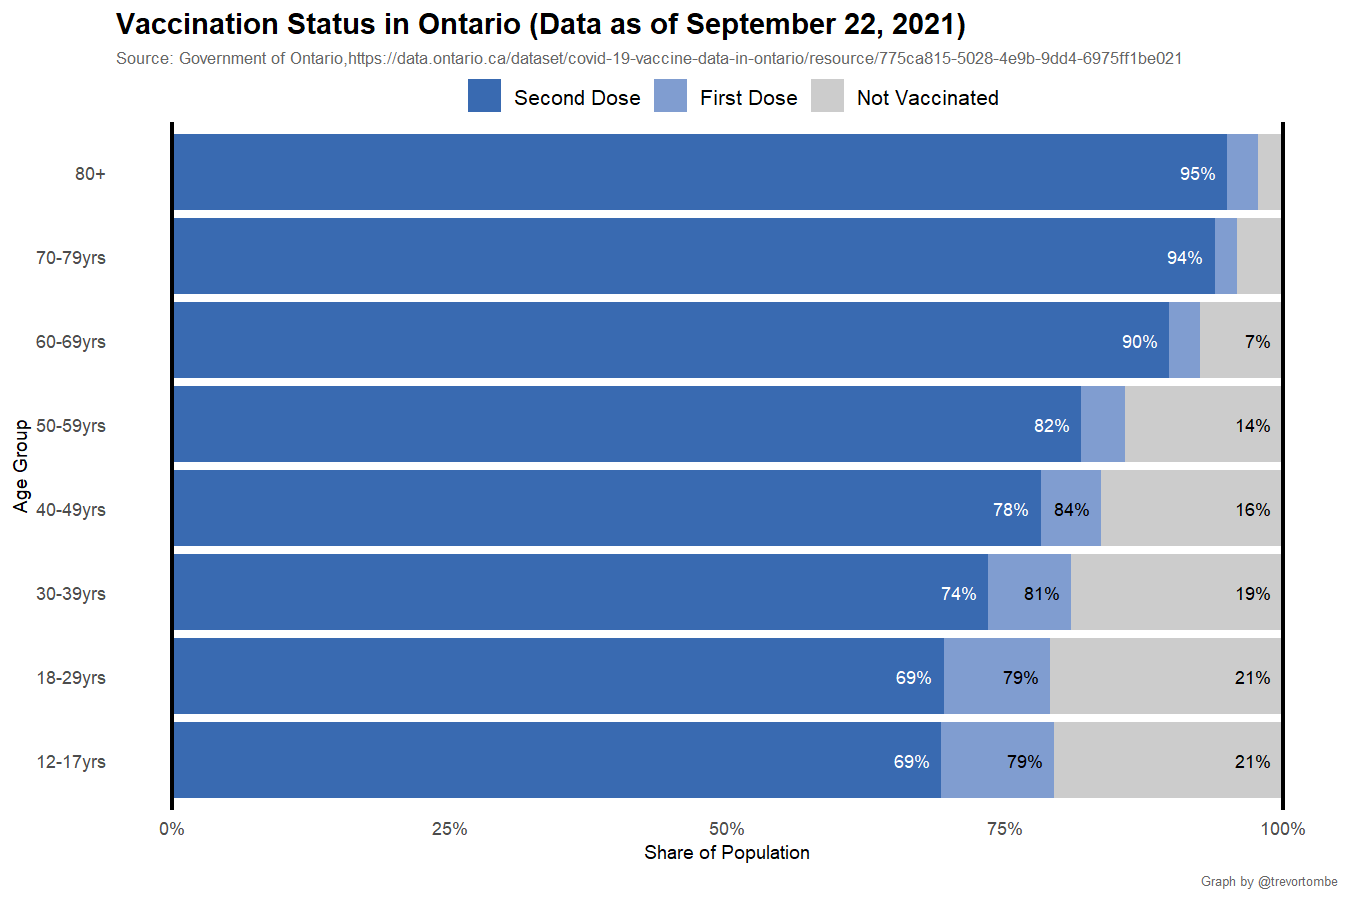 Vaccination Status in Ontario (Data as of September 22, 2021)
Source: Government of Ontario,https://data.ontario.ca/dataset/covid-19-vaccine-data-in-ontario/resource/775ca815-5028-4e9b-9dd4-6975ff1be021
Second Dose First Dose Not Vaccinated
Age Group
80+ 95%
70-79yrs 94%
60-69yrs 90% 7%
50-59yrs 82% 14%
40-49yrs 78% 84% 16%
30-39yrs 74% 81% 19%
18-29yrs 69% 79% 21%
12-17yrs 69% 79% 21%
0% 25% 50% 75% 100%
Share of Population
Graph by @trevortombe